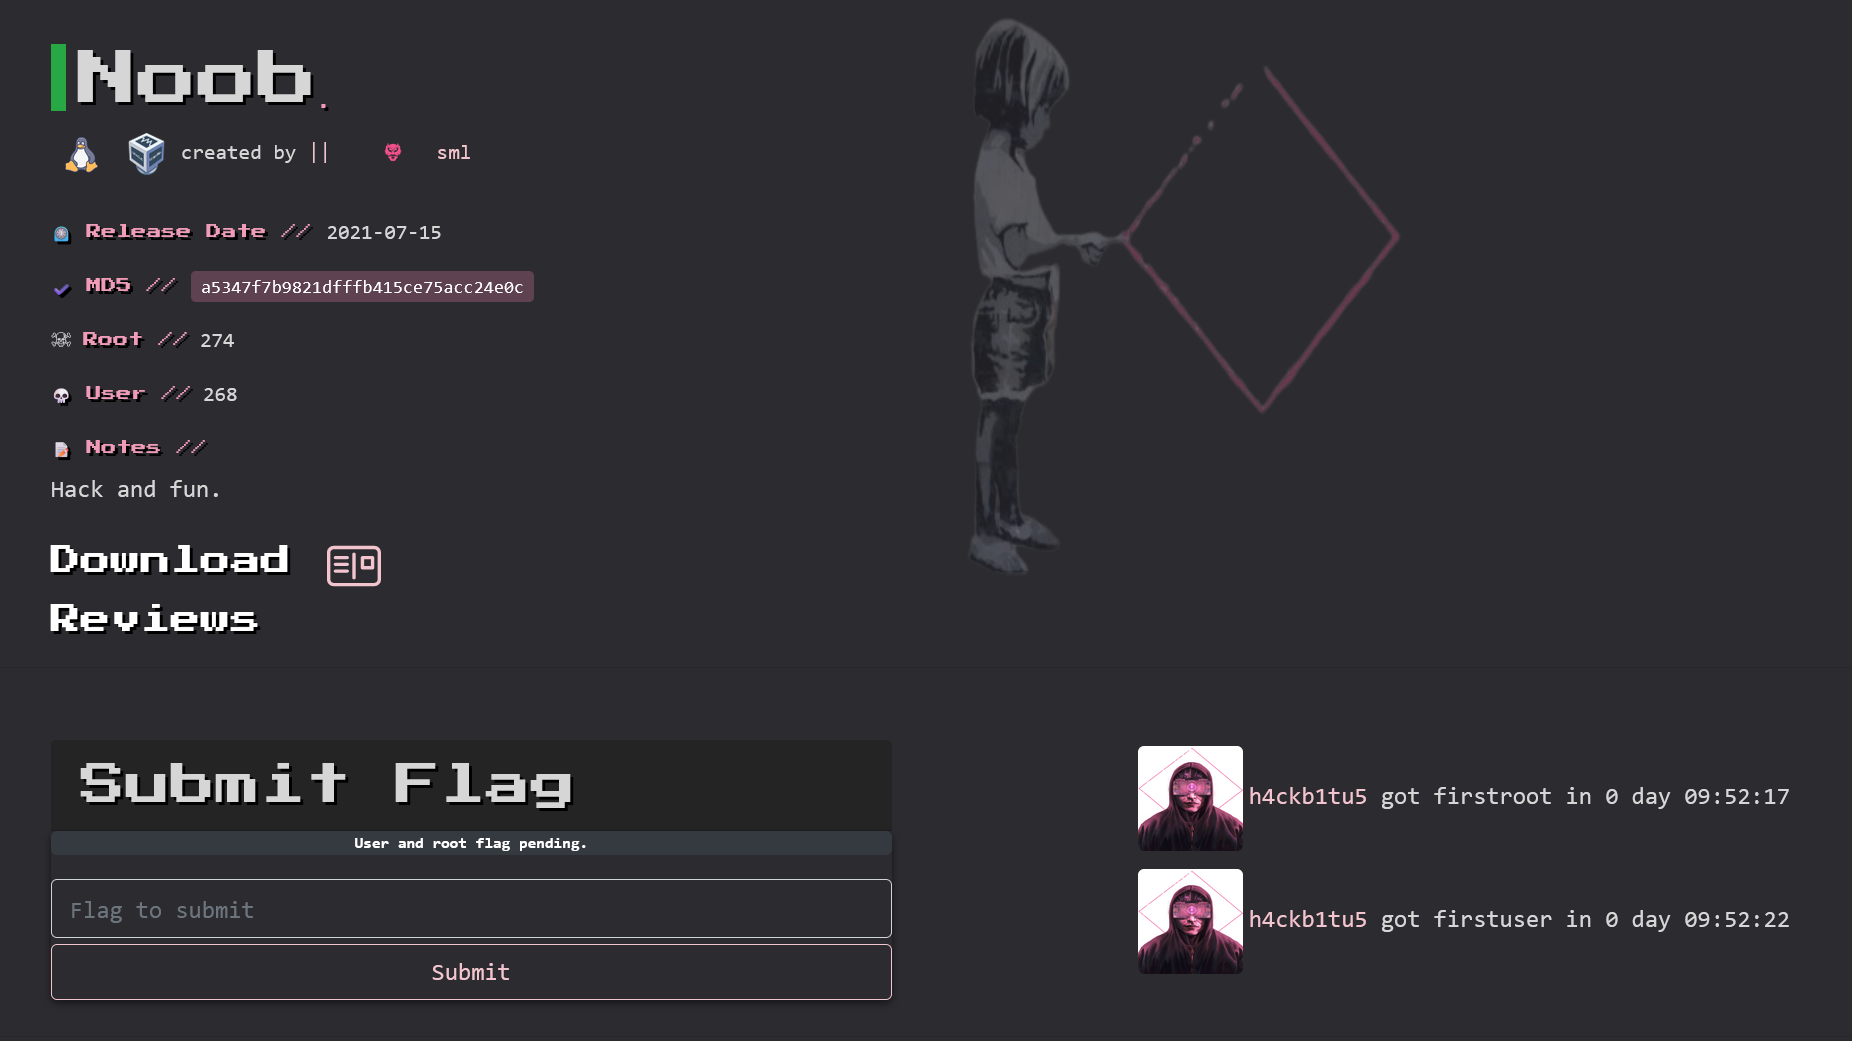 Noob.
created by || sml
Release Date // 2021-07-15
MD5 // a5347f7b9821dfffb415ce75acc24e0c
Root // 274
User // 268
Notes //
Hack and fun.
Download
Reviews
Submit Flag
User and root flag pending.
Flag to submit
Submit
h4ckb1tu5 got firstroot in 0 day 09:52:17
h4ckb1tu5 got firstuser in 0 day 09:52:22